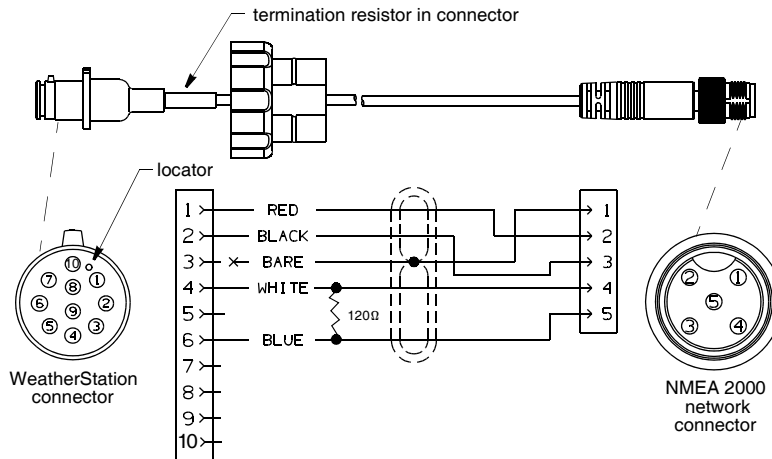 termination resistor in connector
locator
1 RED 1
2 BLACK 2
3 × BARE 3
4 WHITE 4
5 120Ω 5
6 BLUE
7
8
9
10
10
7 1
8
6 2
9
5 3
4
WeatherStation
connector
2 1
5
3 4
NMEA 2000
network
connector